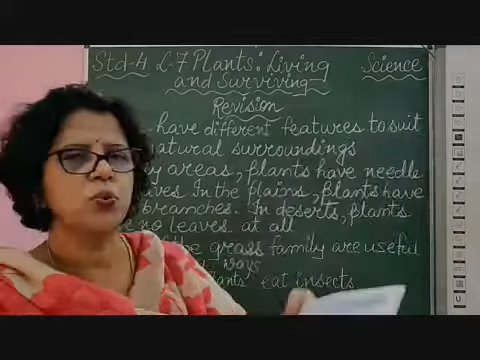 Std-4 L-7 Plants: Living Science
and Surviving
Revision
have different features to suit
natural surroundings
areas, plants have needle
In the plains, plants have
branches. In deserts, plants
no leaves at all
the grass family are useful
ways
eat insects